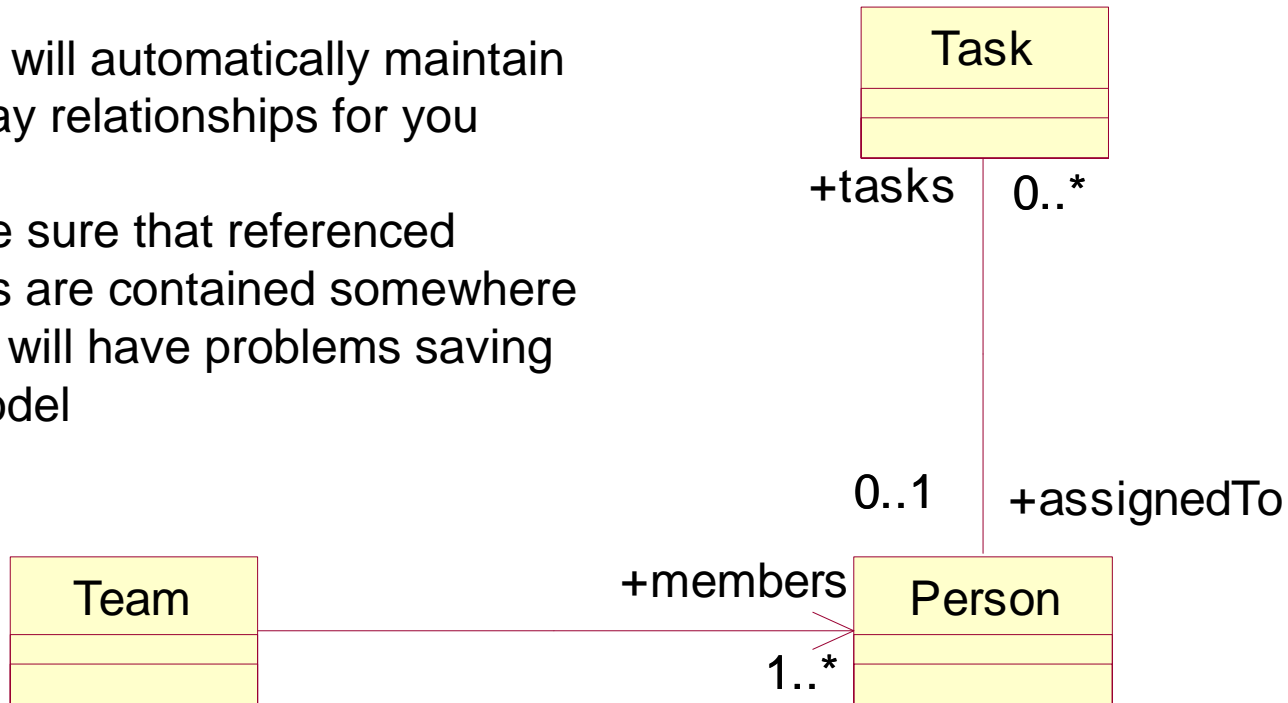 will automatically maintain
ay relationships for you
e sure that referenced
s are contained somewhere
will have problems saving
odel
Task
+tasks 0..*
0..1 +assignedTo
+members
Team
Person
1..*